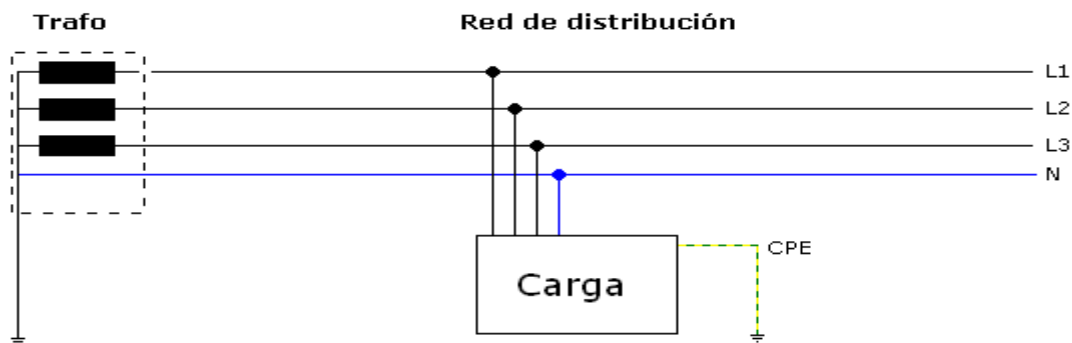 Trafo
Red de distribución
L1
L2
L3
N
CPE
Carga